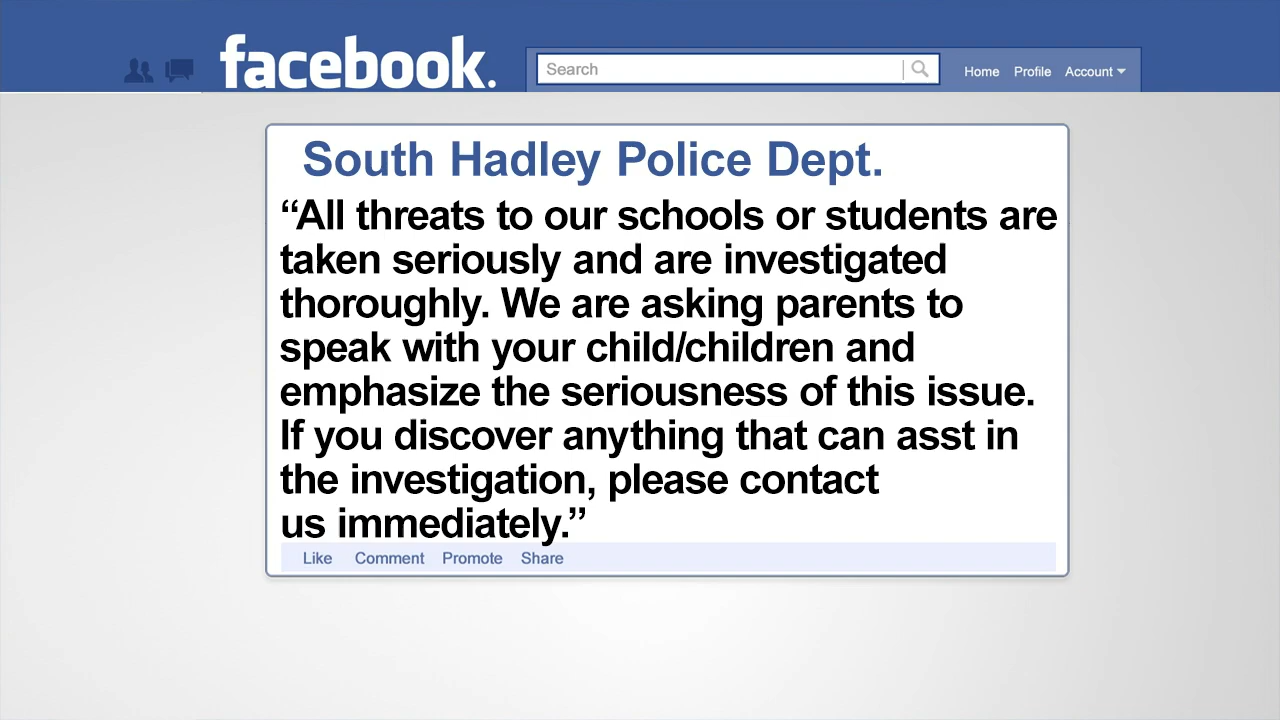 facebook.
Search
Home Profile Account
South Hadley Police Dept.
“All threats to our schools or students are
taken seriously and are investigated
thoroughly. We are asking parents to
speak with your child/children and
emphasize the seriousness of this issue.
If you discover anything that can asst in
the investigation, please contact
us immediately.”
Like Comment Promote Share